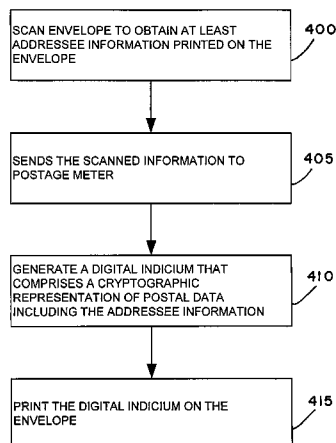 SCAN ENVELOPE TO OBTAIN AT LEAST
ADDRESSEE INFORMATION PRINTED ON THE
ENVELOPE
400
SENDS THE SCANNED INFORMATION TO
POSTAGE METER
405
GENERATE A DIGITAL INDICIUM THAT
COMPRISES A CRYPTOGRAPHIC
REPRESENTATION OF POSTAL DATA
INCLUDING THE ADDRESSEE INFORMATION
410
PRINT THE DIGITAL INDICIUM ON THE
ENVELOPE
415